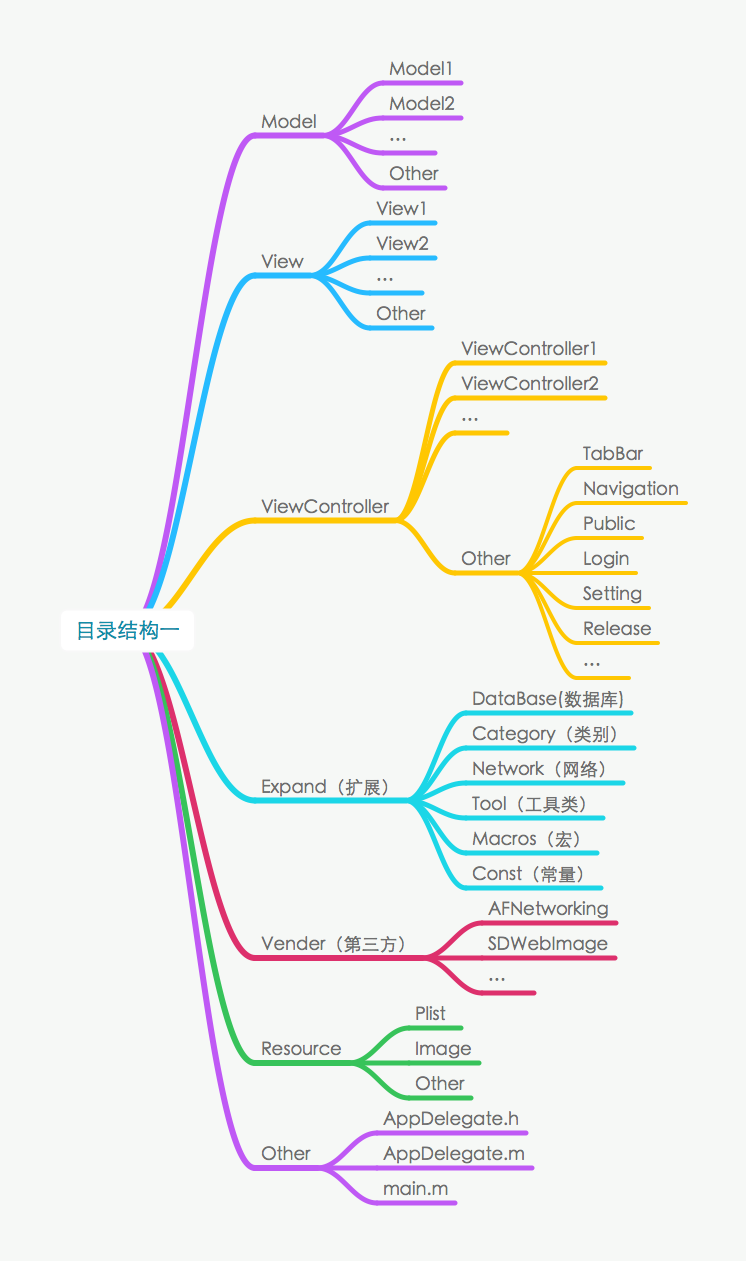 Model1
Model2
Model
...
Other
View1
View2
View
...
Other
ViewController1
ViewController2
...
TabBar
Navigation
ViewController
Public
Other
Login
Setting
目录结构一
Release
...
DataBase(数据库)
Category（类别）
Network（网络）
Expand（扩展）
Tool（工具类）
Macros（宏）
Const（常量）
AFNetworking
Vender（第三方）
SDWebImage
...
Plist
Resource
Image
Other
AppDelegate.h
Other
AppDelegate.m
main.m